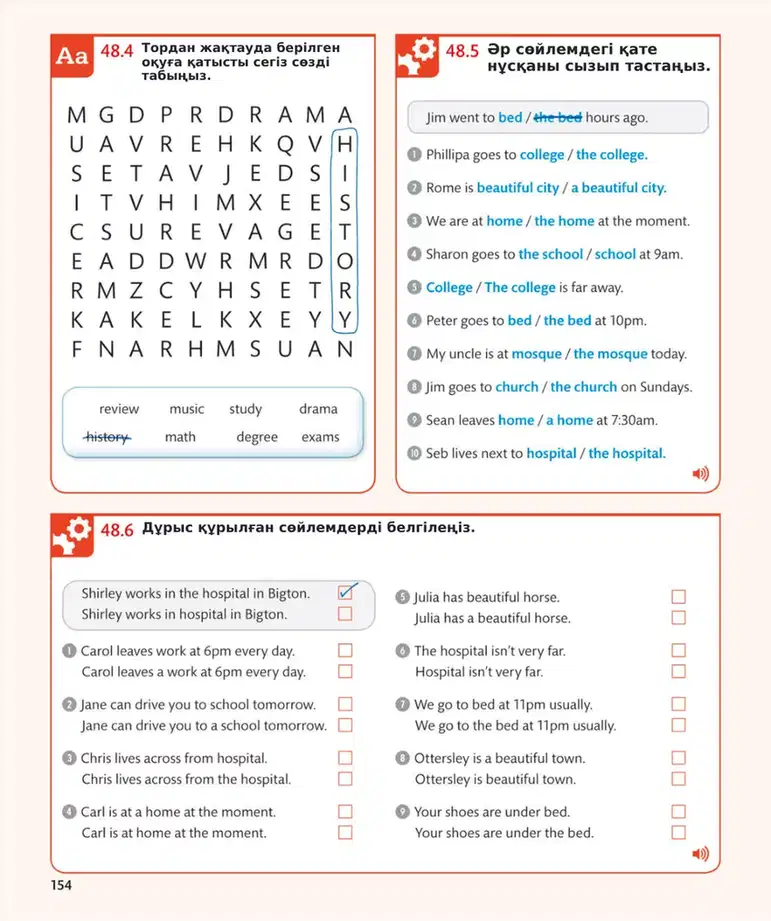 Aa 48.4 Тордан жақтауда берілген
оқуға қатысты сегіз сөзді
табыңыз.
M G D P R D R A M A
U A V R E H K Q V H
S E T A V J E D S I
I T V H I M X E E S
C S U R E V A G E T
E A D D W R M R D O
R M Z C Y H S E T R
K A K E L K X E Y Y
F N A R H M S U A N
review music study drama
history math degree exams
48.5 Әр сөйлемдегі қате
нұсқаны сызып тастаңыз.
Jim went to bed / the bed hours ago.
1 Phillipa goes to college / the college.
2 Rome is beautiful city / a beautiful city.
3 We are at home / the home at the moment.
4 Sharon goes to the school / school at 9am.
5 College / The college is far away.
6 Peter goes to bed / the bed at 10pm.
7 My uncle is at mosque / the mosque today.
8 Jim goes to church / the church on Sundays.
9 Sean leaves home / a home at 7:30am.
10 Seb lives next to hospital / the hospital.
48.6 Дұрыс құрылған сөйлемдерді белгілеңіз.
Shirley works in the hospital in Bigton.
Shirley works in hospital in Bigton.
1 Carol leaves work at 6pm every day.
Carol leaves a work at 6pm every day.
2 Jane can drive you to school tomorrow.
Jane can drive you to a school tomorrow.
3 Chris lives across from hospital.
Chris lives across from the hospital.
4 Carl is at a home at the moment.
Carl is at home at the moment.
5 Julia has beautiful horse.
Julia has a beautiful horse.
6 The hospital isn't very far.
Hospital isn't very far.
7 We go to bed at 11pm usually.
We go to the bed at 11pm usually.
8 Ottersley is a beautiful town.
Ottersley is beautiful town.
9 Your shoes are under bed.
Your shoes are under the bed.
154